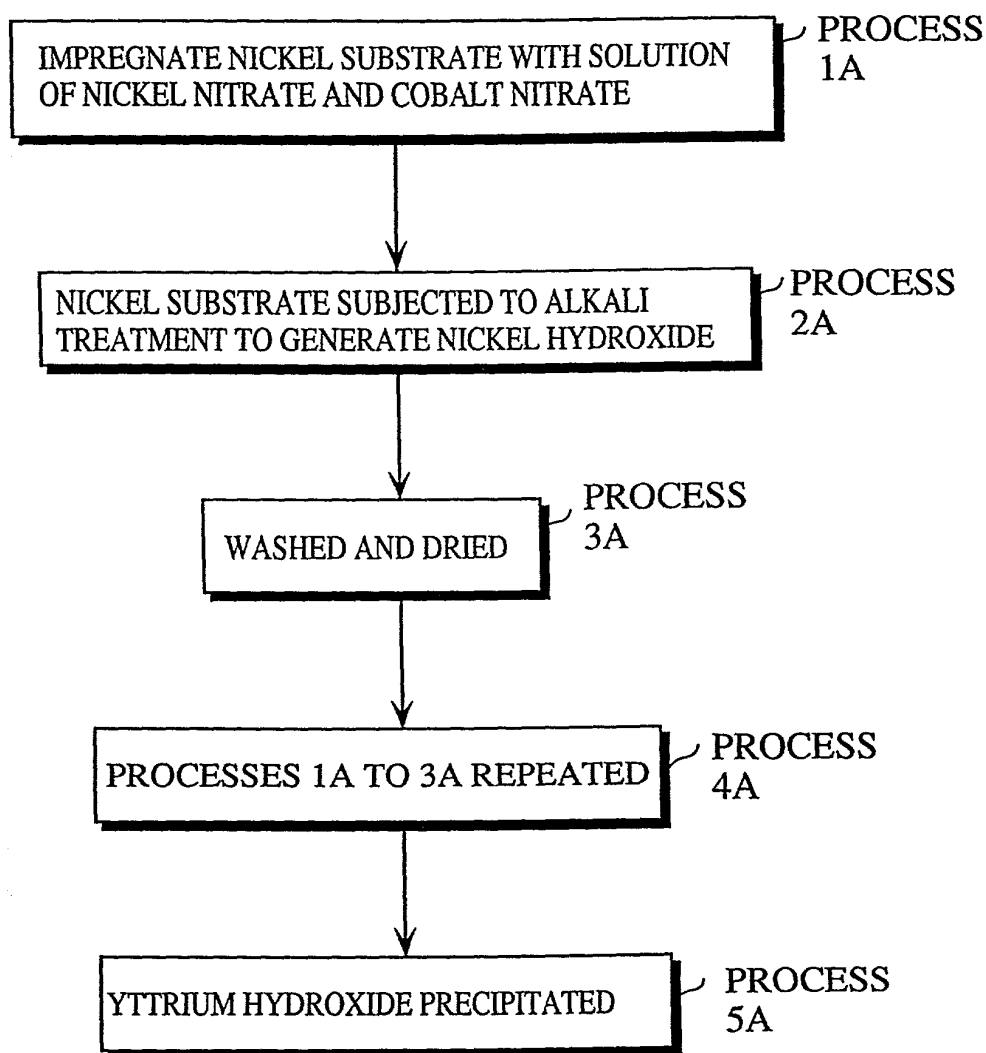 IMPREGNATE NICKEL SUBSTRATE WITH SOLUTION
OF NICKEL NITRATE AND COBALT NITRATE
PROCESS
1A
NICKEL SUBSTRATE SUBJECTED TO ALKALI
TREATMENT TO GENERATE NICKEL HYDROXIDE
PROCESS
2A
WASHED AND DRIED
PROCESS
3A
PROCESSES 1A TO 3A REPEATED
PROCESS
4A
YTTRIUM HYDROXIDE PRECIPITATED
PROCESS
5A